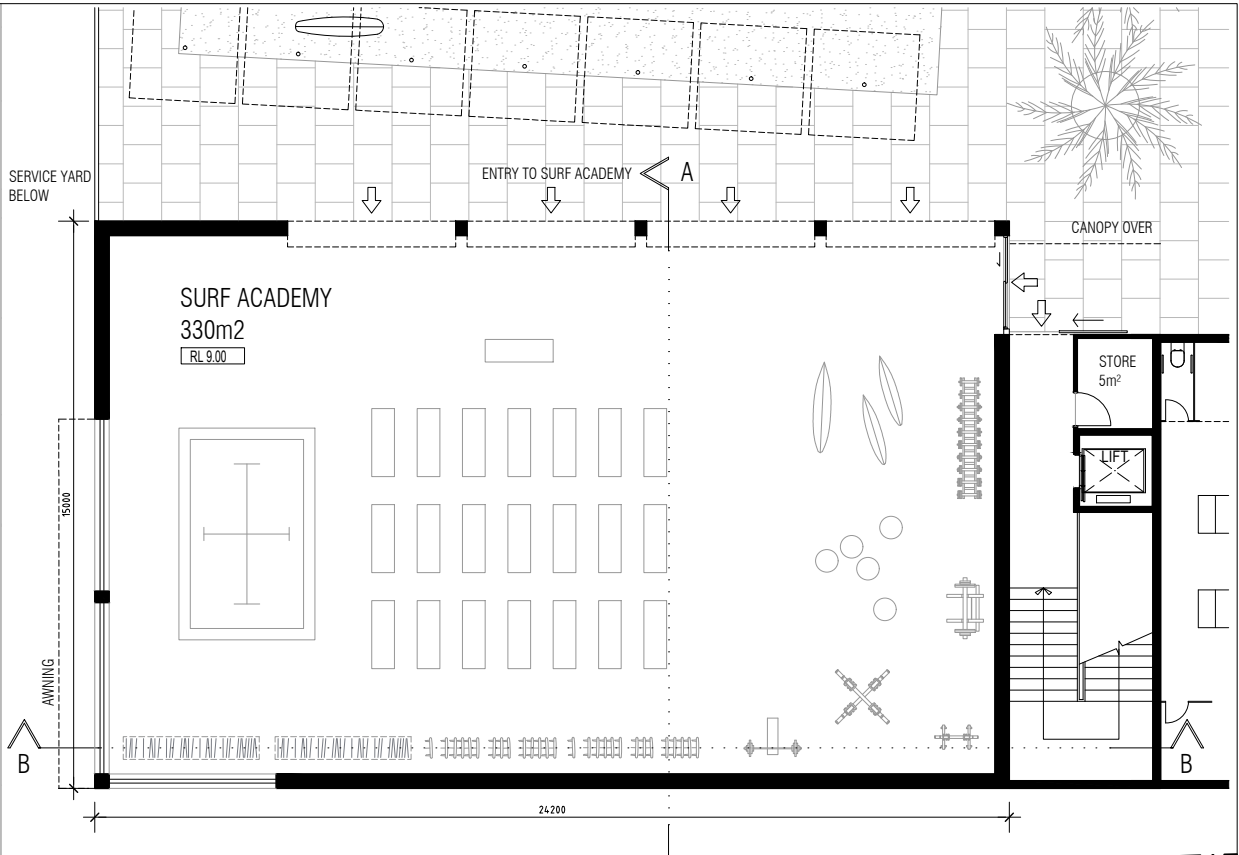 SERVICE YARD
BELOW
ENTRY TO SURF ACADEMY
A
CANOPY OVER
SURF ACADEMY
330m2
RL 9.00
STORE
5m²
LIFT
15000
AWNING
B
B
24200